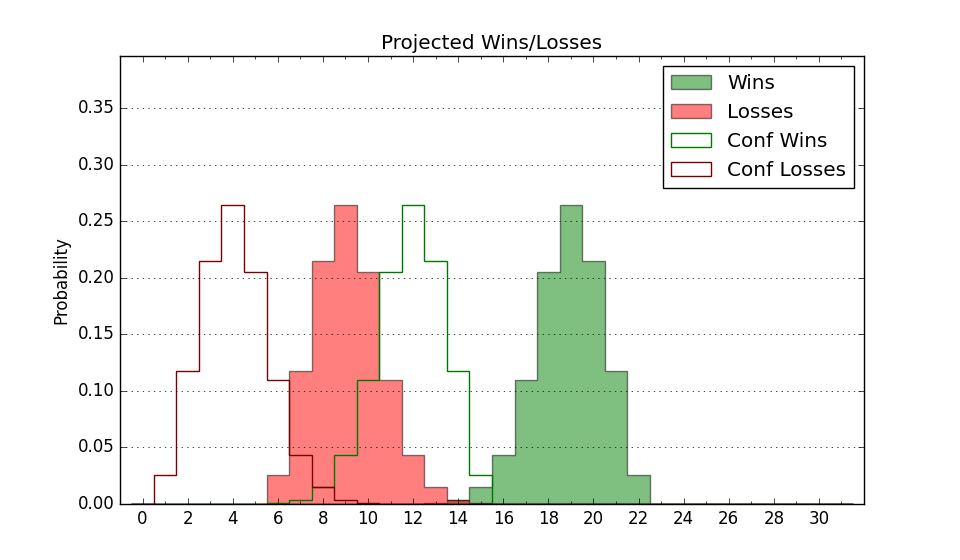 Projected Wins/Losses
Wins
Losses
Conf Wins
Conf Losses
Probability
0.35
0.30
0.25
0.20
0.15
0.10
0.05
0.00
0 2 4 6 8 10 12 14 16 18 20 22 24 26 28 30